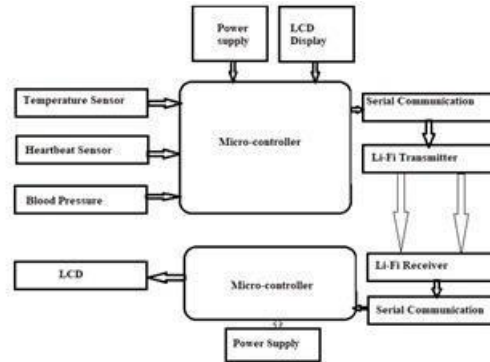 Power
supply
LCD
Display
Temperature Sensor
Serial Communication
Micro-controller
Heartbeat Sensor
Li-Fi Transmitter
Blood Pressure
Li-Fi Receiver
LCD
Micro-controller
Serial Communication
Power Supply